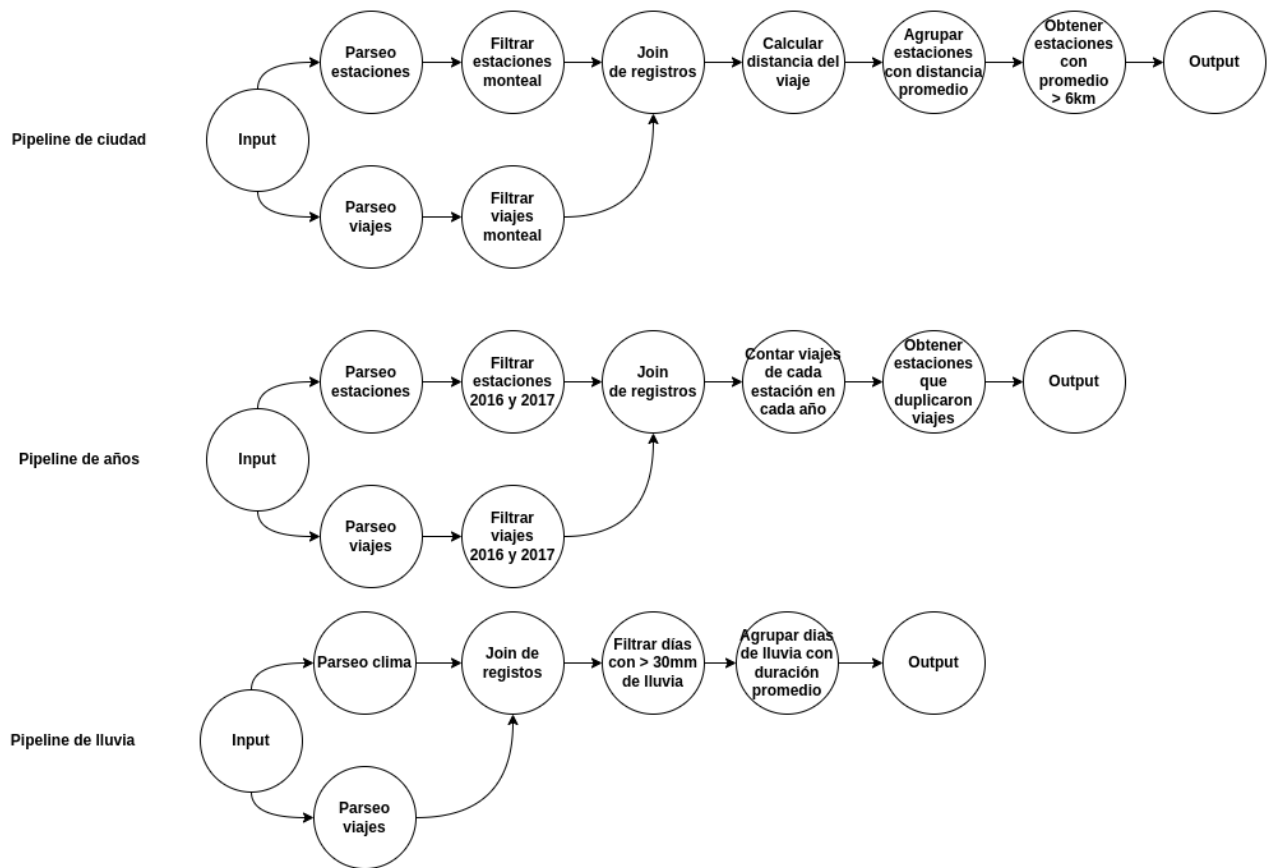 Pipeline de ciudad
Input
Parseo
estaciones
Filtrar
estaciones
monteal
Join
de registros
Calcular
distancia del
viaje
Agrupar
estaciones
con distancia
promedio
Obtener
estaciones
con
promedio
> 6km
Output
Parseo
viajes
Filtrar
viajes
monteal
Pipeline de años
Input
Parseo
estaciones
Filtrar
estaciones
2016 y 2017
Join
de registros
Contar viajes
de cada
estación en
cada año
Obtener
estaciones
que
duplicaron
viajes
Output
Parseo
viajes
Filtrar
viajes
2016 y 2017
Pipeline de lluvia
Input
Parseo clima
Join de
registos
Filtrar días
con > 30mm
de lluvia
Agrupar dias
de lluvia con
duración
promedio
Output
Parseo
viajes